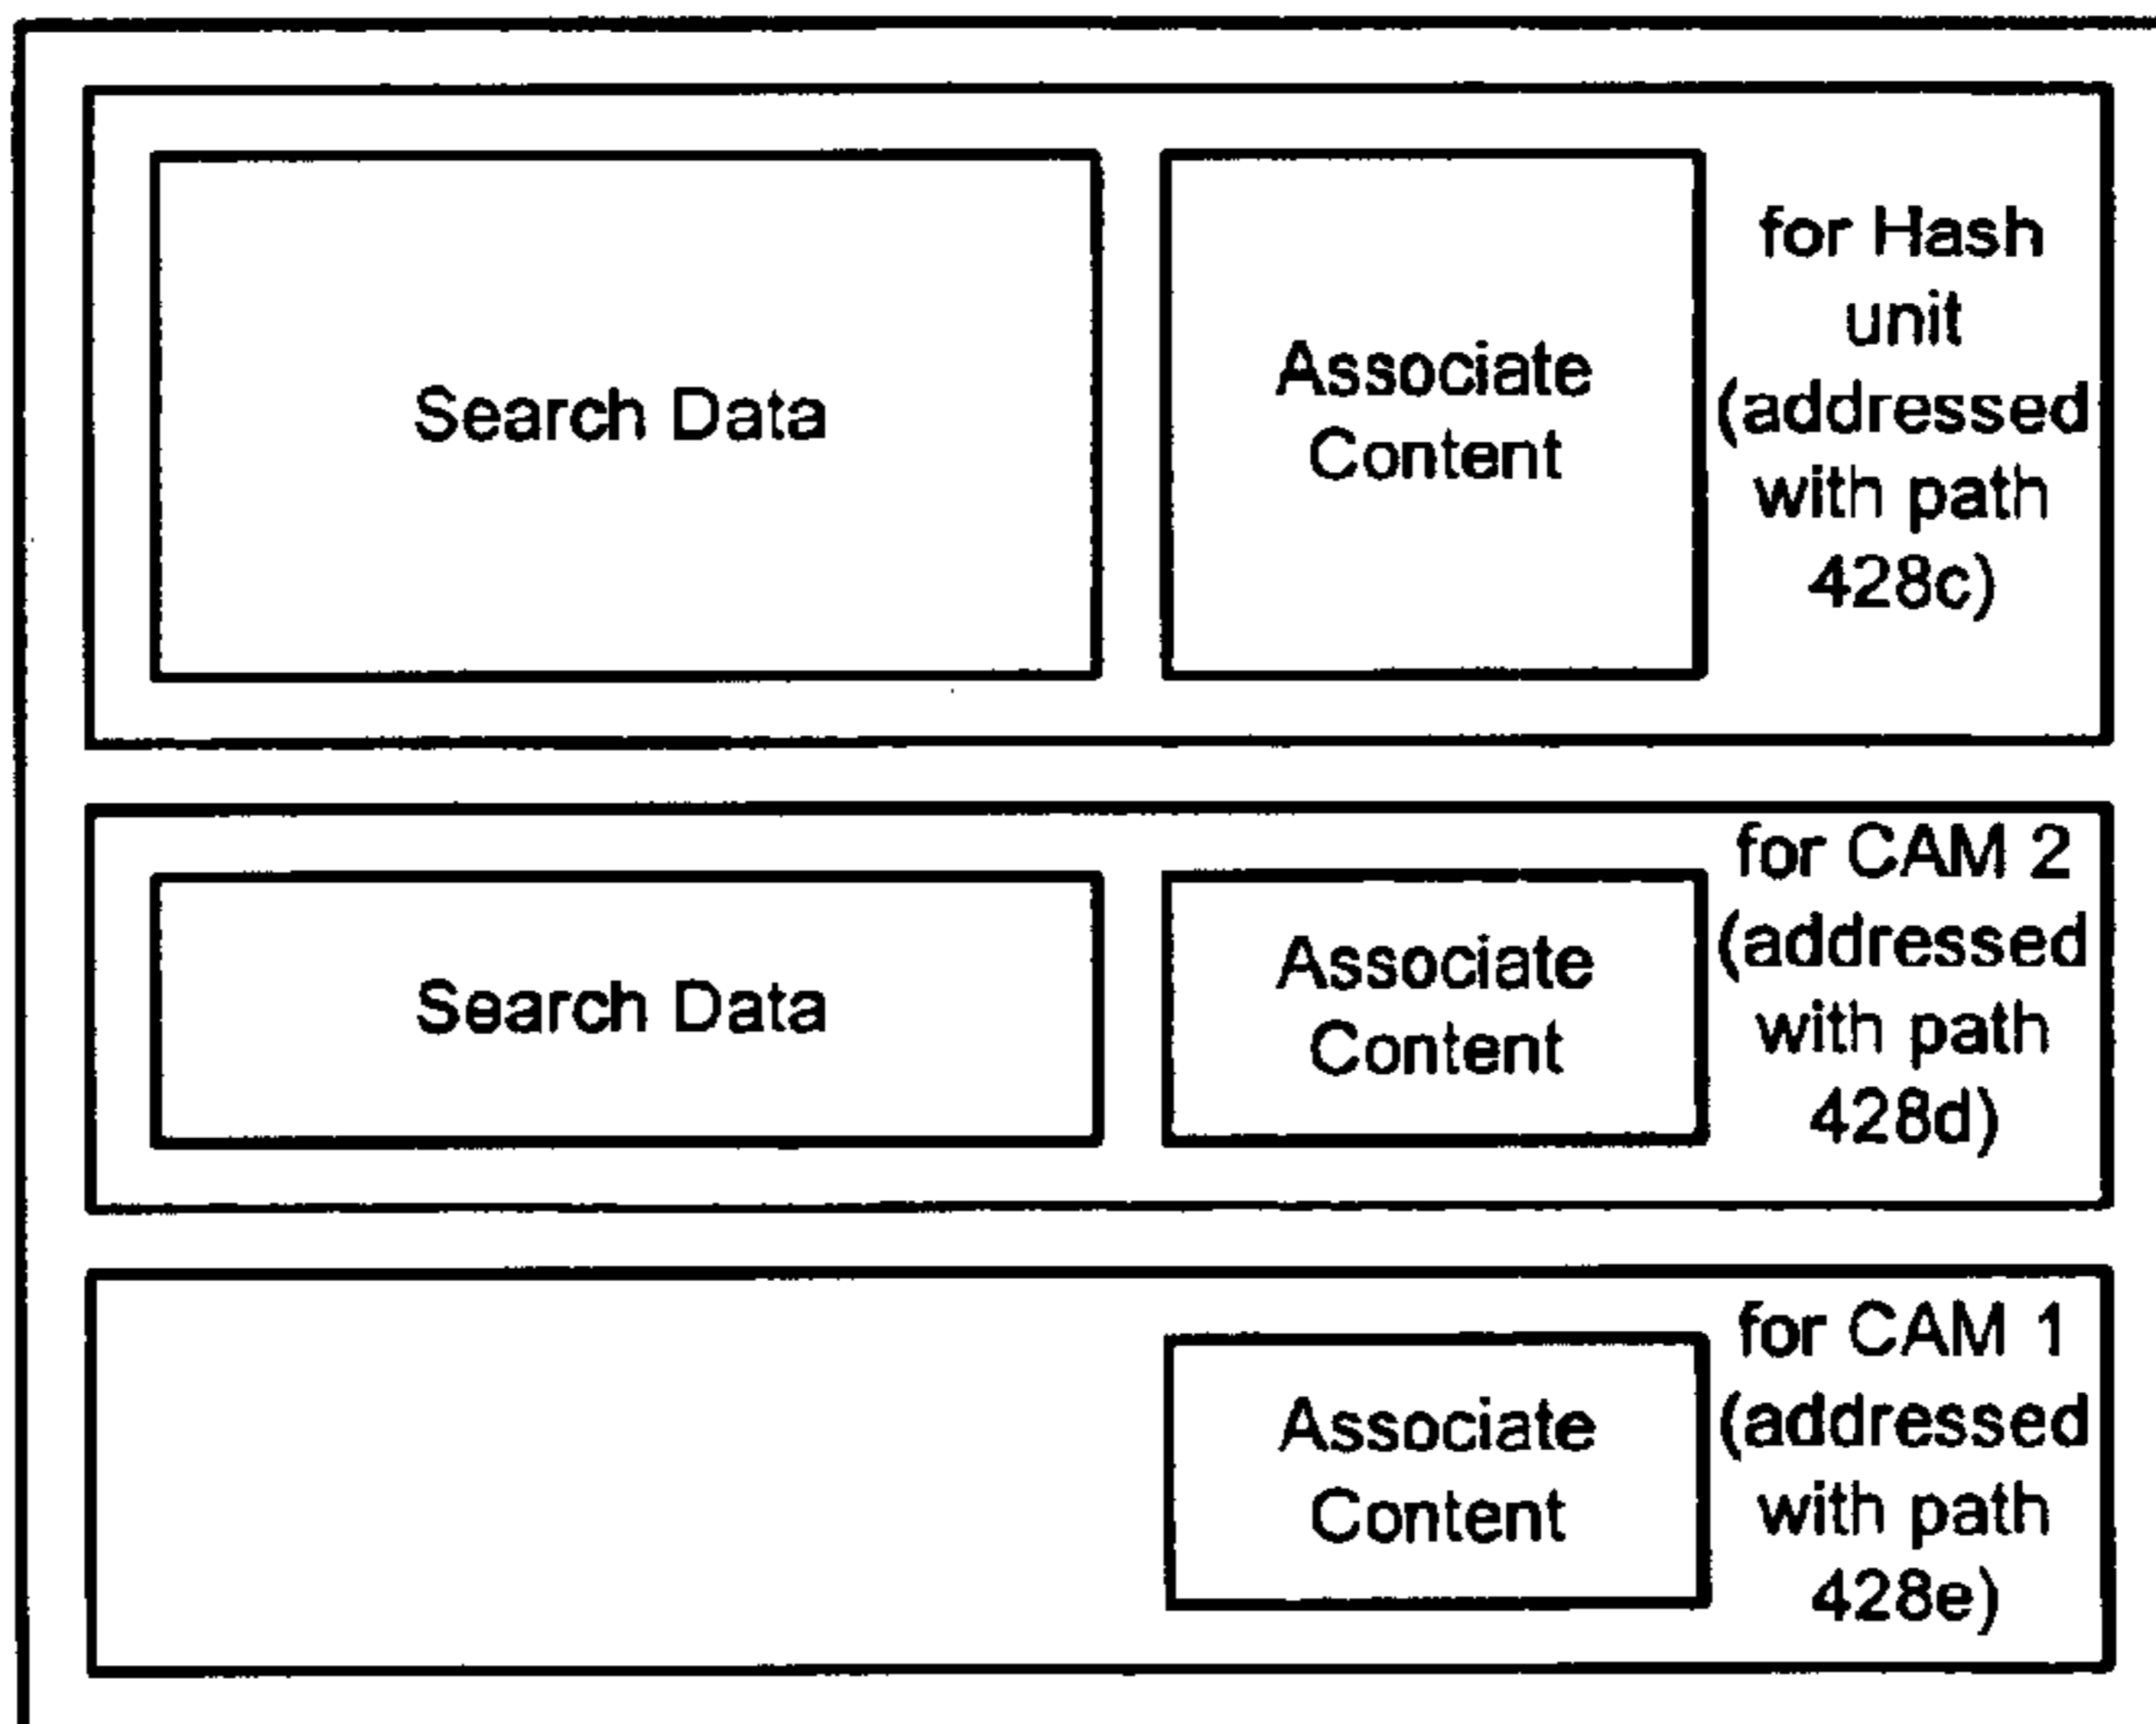 Search Data
Associate
Content
for Hash
unit
(addressed
with path
428c)
Search Data
Associate
Content
for CAM 2
(addressed
with path
428d)
Associate
Content
for CAM 1
(addressed
with path
428e)